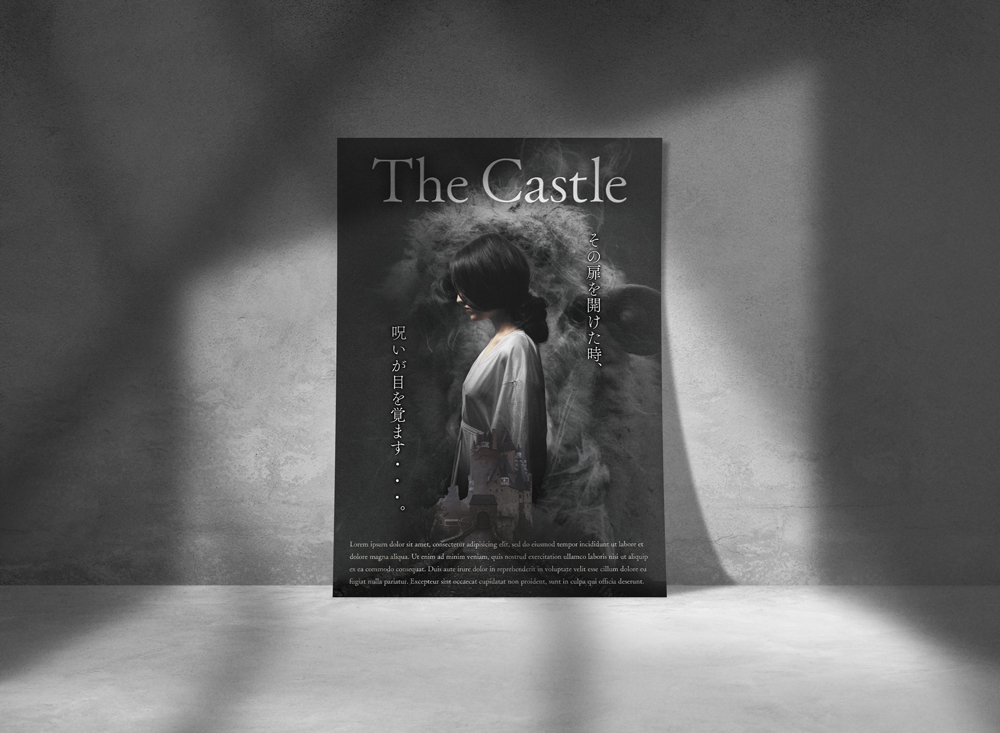 The Castle
その扉を開けた時、
呪いが目を覚ます・・・・。
Lorem ipsum dolor sit amet, consectetur adipisicing elit, sed do eiusmod tempor incididunt ut labore et
dolore magna aliqua. Ut enim ad minim veniam, quis nostrud exercitation ullamco laboris nisi ut aliquip
ex ea commodo consequat. Duis aute irure dolor in reprehenderit in voluptate velit esse cillum dolore eu
fugiat nulla pariatur. Excepteur sint occaecat cupidatat non proident, sunt in culpa qui officia deserunt.